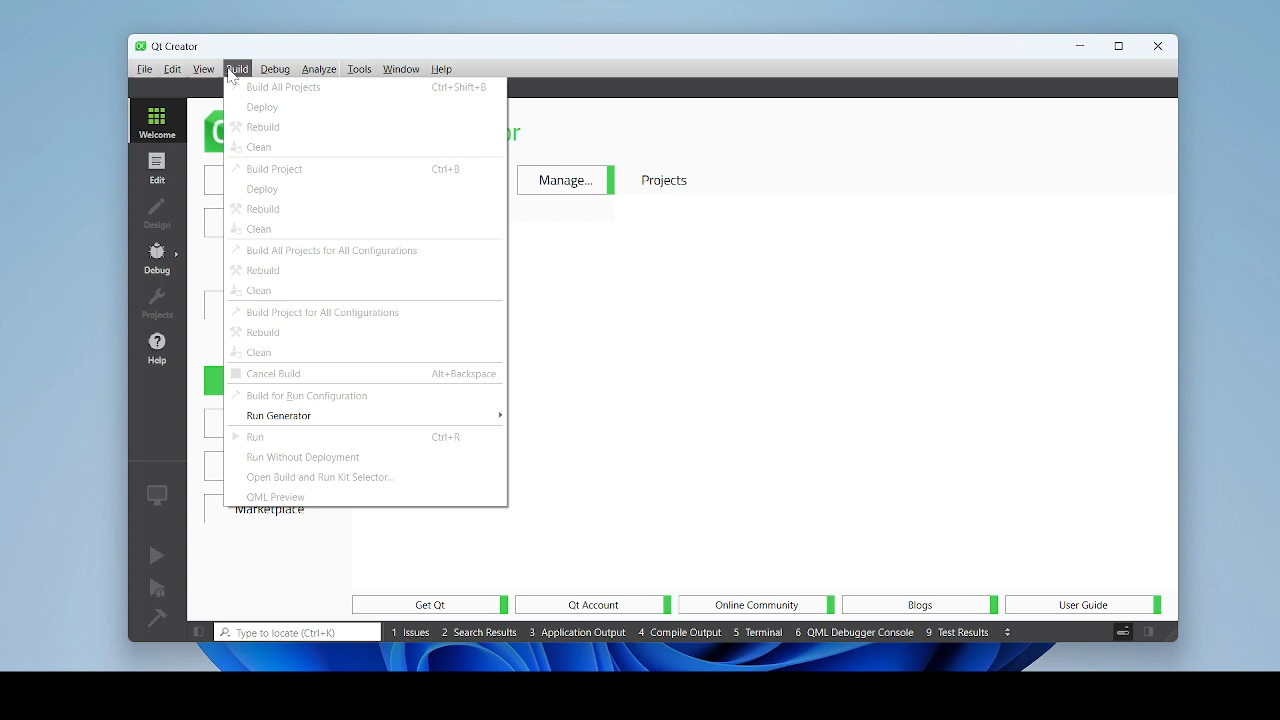 Qt Creator
File Edit View Build Debug Analyze Tools Window Help
Build All Projects Ctrl+Shift+B
Deploy
Rebuild
Clean
Build Project Ctrl+B
Deploy
Rebuild
Clean
Build All Projects for All Configurations
Rebuild
Clean
Build Project for All Configurations
Rebuild
Clean
Cancel Build Alt+Backspace
Build for Run Configuration
Run Generator
Run Ctrl+R
Run Without Deployment
Open Build and Run Kit Selector...
QML Preview
Welcome
Edit
Design
Debug
Projects
Help
Manage... Projects
Marketplace
Get Qt Qt Account Online Community Blogs User Guide
Type to locate (Ctrl+K) 1 Issues 2 Search Results 3 Application Output 4 Compile Output 5 Terminal 6 QML Debugger Console 9 Test Results